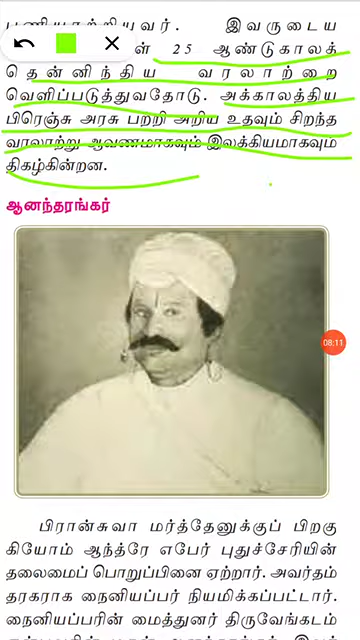 பணியாற்றியவர். இவருடைய
25 ஆண்டுகாலத்
தென்னிந்திய வரலாற்றை
வெளிப்படுத்துவதோடு. அக்காலத்திய
பிரெஞ்சு அரசு பற்றி அறிய உதவும் சிறந்த
வரலாற்று ஆவணமாகவும் இலக்கியமாகவும்
திகழ்கின்றன.
ஆனந்தரங்கர்
08:11
பிரான்சுவா மர்த்தேனுக்குப் பிறகு
கியோம் ஆந்த்ரே எபேர் புதுச்சேரியின்
தலைமைப் பொறுப்பினை ஏற்றார். அவர்தம்
தரகராக நைனியப்பர் நியமிக்கப்பட்டார்.
நைனியப்பரின் மைத்துனர் திருவேங்கடம்